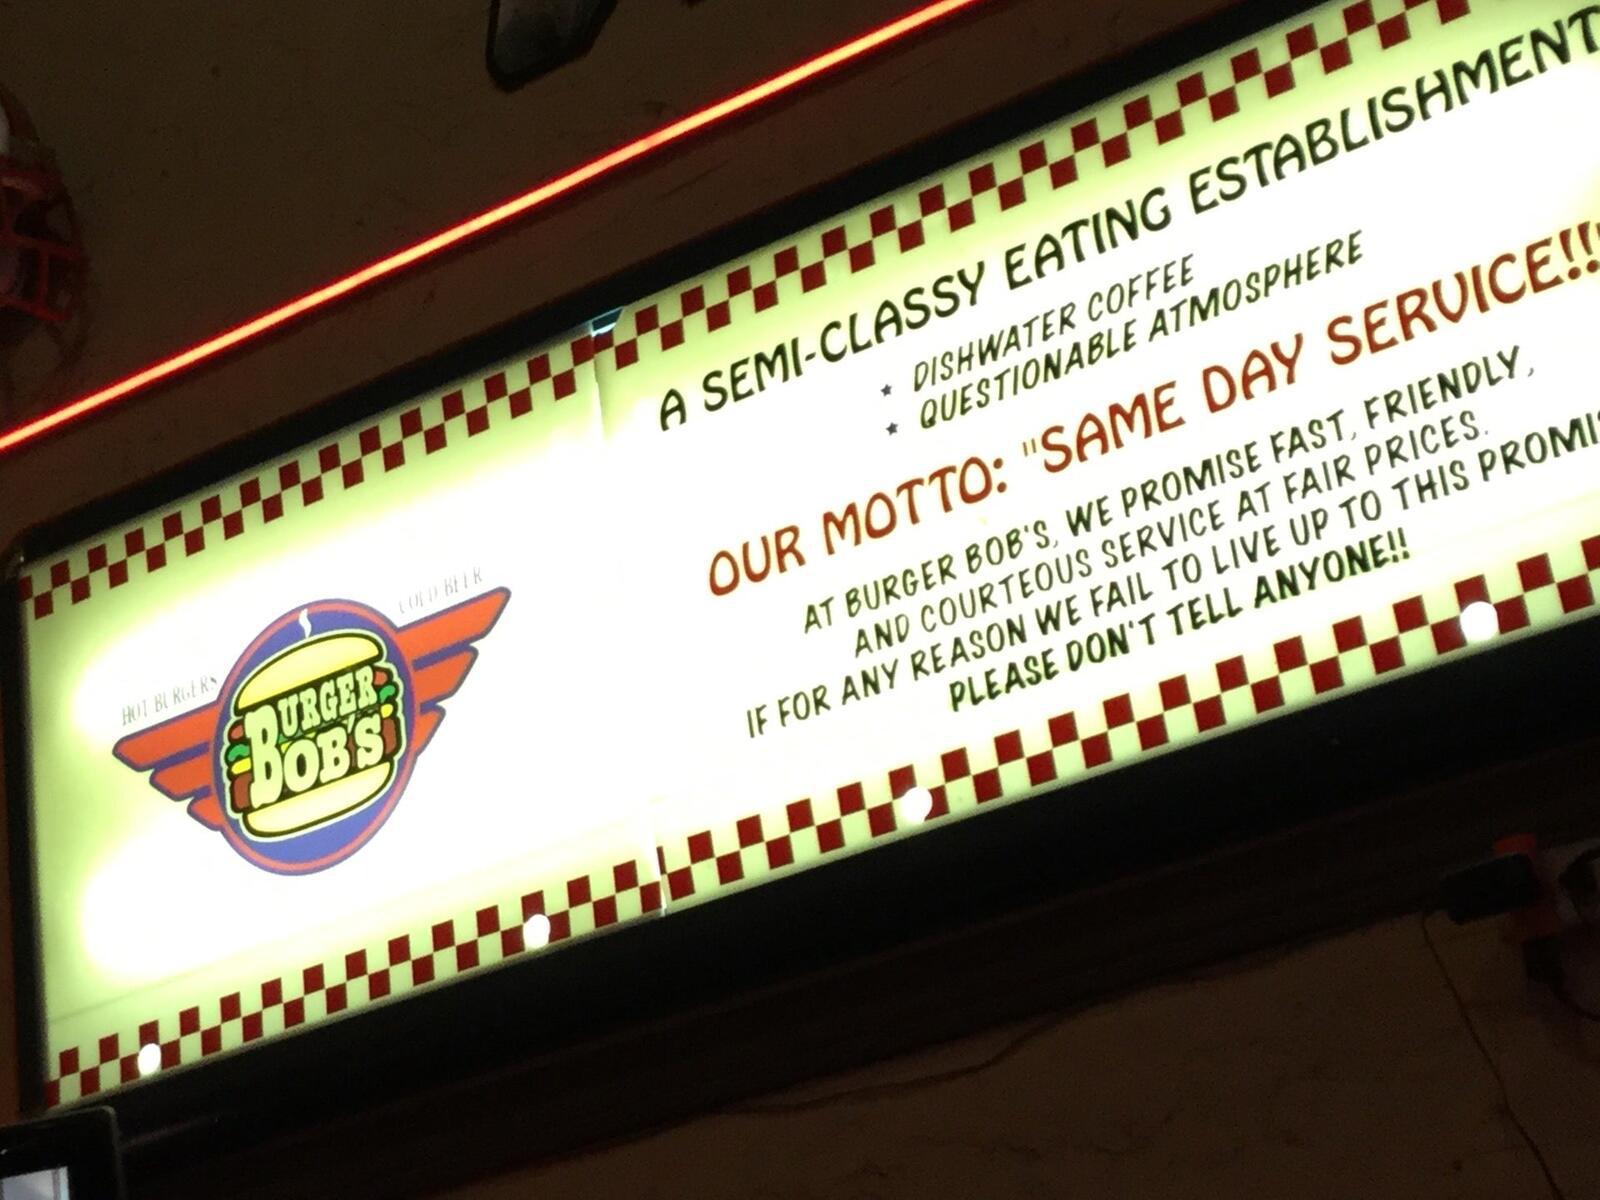 HOT BURGERS
COLD BEER
BURGER
BOB'S
A SEMI-CLASSY EATING ESTABLISHMENT
* DISHWATER COFFEE
* QUESTIONABLE ATMOSPHERE
OUR MOTTO: "SAME DAY SERVICE!!"
AT BURGER BOB'S, WE PROMISE FAST, FRIENDLY,
AND COURTEOUS SERVICE AT FAIR PRICES.
IF FOR ANY REASON WE FAIL TO LIVE UP TO THIS
PLEASE DON'T TELL ANYONE!!